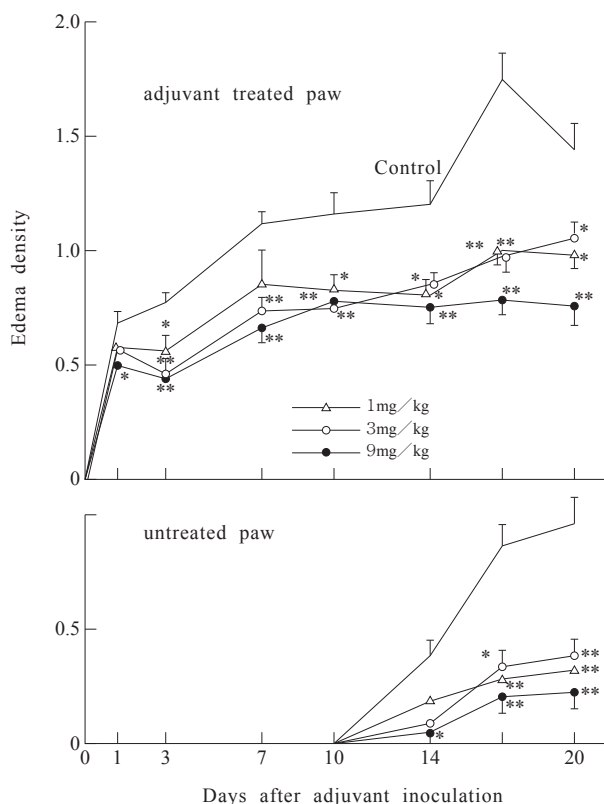 2.0
adjuvant treated paw
1.5
Control
** ** *
1.0
* * *
** ** *
* ** **
Edema density
** ** **
**
0.5
* **
△ 1mg／kg
○ 3mg／kg
● 9mg／kg
0
untreated paw
0.5
* **
**
**
** **
*
0
0 1 3 7 10 14 20
Days after adjuvant inoculation